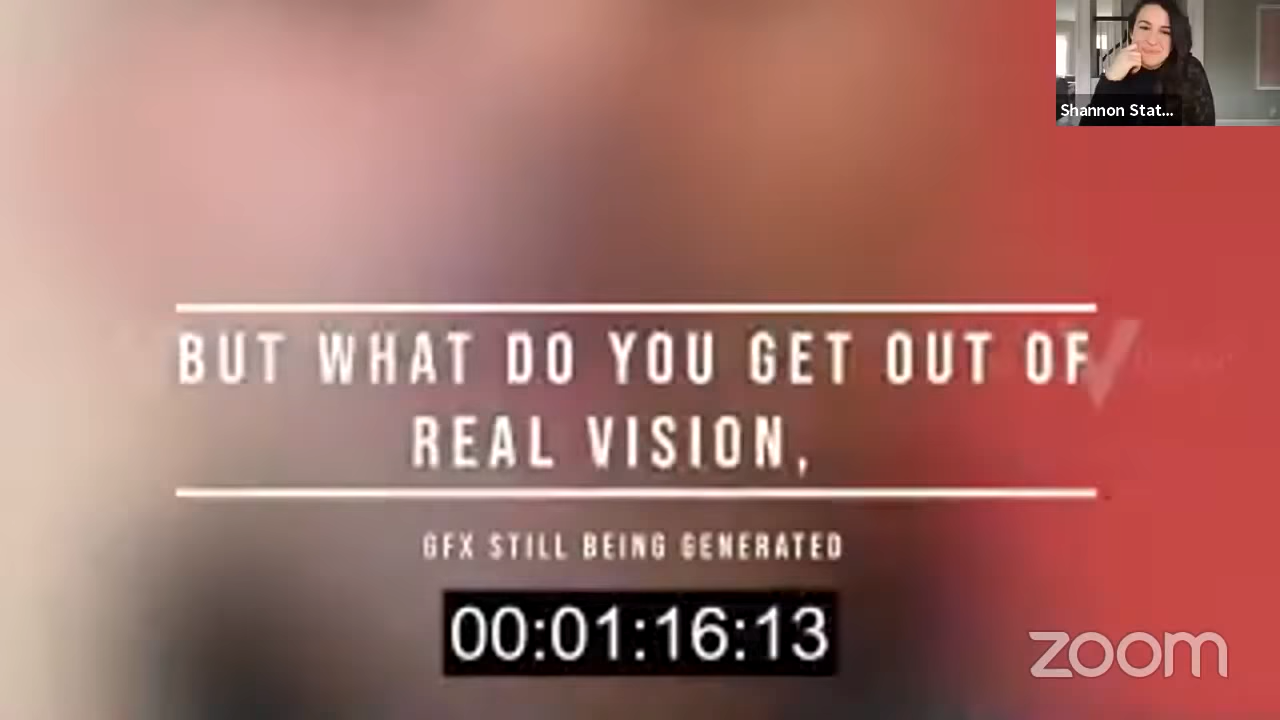 Shannon Stat...
BUT WHAT DO YOU GET OUT OF
REAL VISION,
GFX STILL BEING GENERATED
00:01:16:13
zoom